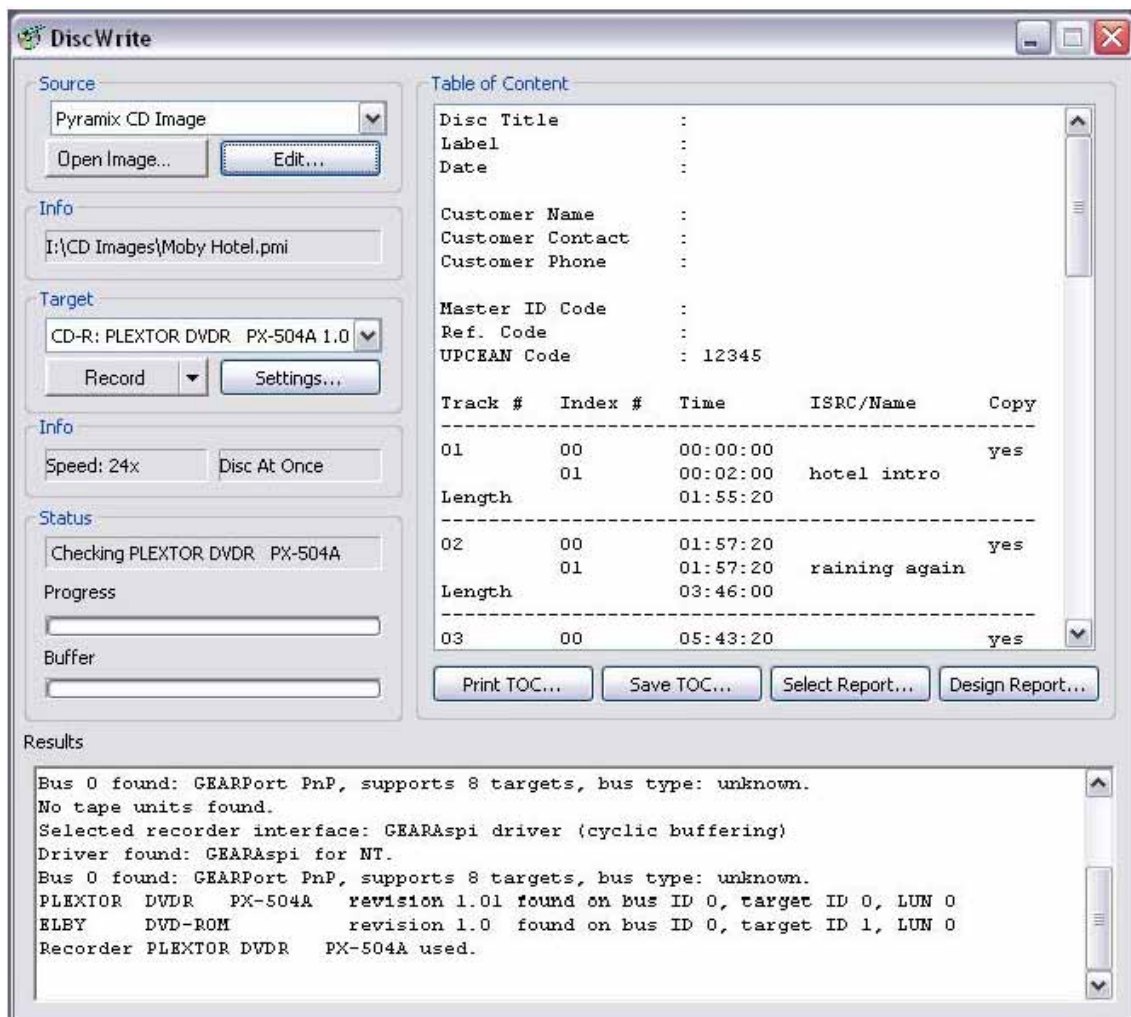 DiscWrite
Source
Pyramix CD Image
Open Image... Edit...
Info
I:\CD Images\Moby Hotel.pmi
Target
CD-R: PLEXTOR DVDR PX-504A 1.0
Record Settings...
Info
Speed: 24x Disc At Once
Status
Checking PLEXTOR DVDR PX-504A
Progress
Buffer
Table of Content
Disc Title :
Label :
Date :
Customer Name :
Customer Contact :
Customer Phone :
Master ID Code :
Ref. Code :
UPCEAN Code : 12345
Track # Index # Time ISRC/Name Copy
------------------------------------------------------
01 00 00:00:00 yes
01 00:02:00 hotel intro
Length 01:55:20
------------------------------------------------------
02 00 01:57:20 yes
01 01:57:20 raining again
Length 03:46:00
------------------------------------------------------
03 00 05:43:20 yes
Print TOC... Save TOC... Select Report... Design Report...
Results
Bus 0 found: GEARPort PnP, supports 8 targets, bus type: unknown.
No tape units found.
Selected recorder interface: GEARAspi driver (cyclic buffering)
Driver found: GEARAspi for NT.
Bus 0 found: GEARPort PnP, supports 8 targets, bus type: unknown.
PLEXTOR DVDR PX-504A revision 1.01 found on bus ID 0, target ID 0, LUN 0
ELBY DVD-ROM revision 1.0 found on bus ID 0, target ID 1, LUN 0
Recorder PLEXTOR DVDR PX-504A used.